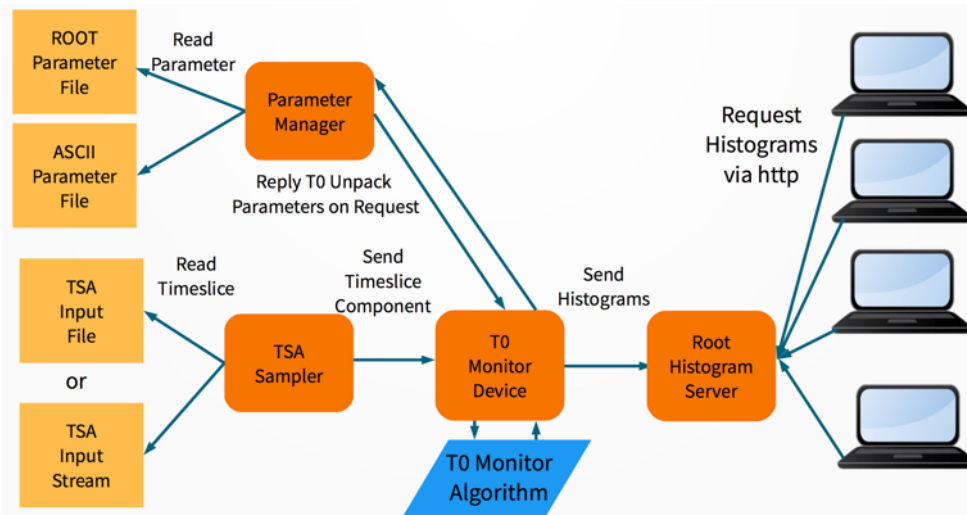 ROOT
Parameter
File
Read
Parameter
Parameter
Manager
ASCII
Parameter
File
Reply T0 Unpack
Parameters on Request
Request
Histograms
via http
TSA
Input
File
or
TSA
Input
Stream
Read
Timeslice
TSA
Sampler
Send
Timeslice
Component
T0
Monitor
Device
T0 Monitor
Algorithm
Send
Histograms
Root
Histogram
Server